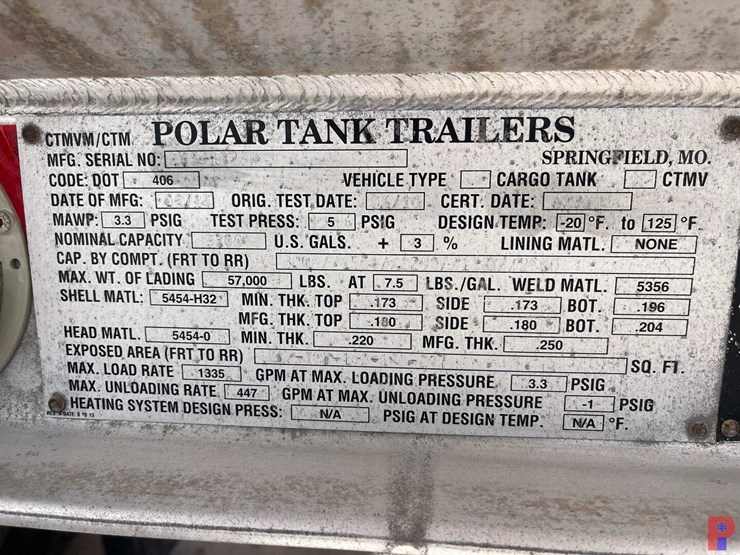 CTMVM/CTM POLAR TANK TRAILERS
MFG. SERIAL NO: SPRINGFIELD, MO.
CODE: DOT 406 VEHICLE TYPE CARGO TANK CTMV
DATE OF MFG: ORIG. TEST DATE: CERT. DATE:
MAWP: 3.3 PSIG TEST PRESS: 5 PSIG DESIGN TEMP: -20 °F. to 125 °F.
NOMINAL CAPACITY U.S. GALS. + 3 % LINING MATL. NONE
CAP. BY COMPT. (FRT TO RR)
MAX. WT. OF LADING 57,000 LBS. AT 7.5 LBS./GAL. WELD MATL. 5356
SHELL MATL: 5454-H32 MIN. THK. TOP .173 SIDE .173 BOT. .196
MFG. THK. TOP .180 SIDE .180 BOT. .204
HEAD MATL. 5454-0 MIN. THK. .220 MFG. THK. .250
EXPOSED AREA (FRT TO RR) SQ. FT.
MAX. LOAD RATE 1335 GPM AT MAX. LOADING PRESSURE 3.3 PSIG
MAX. UNLOADING RATE 447 GPM AT MAX. UNLOADING PRESSURE -1 PSIG
HEATING SYSTEM DESIGN PRESS: N/A PSIG AT DESIGN TEMP. N/A °F.